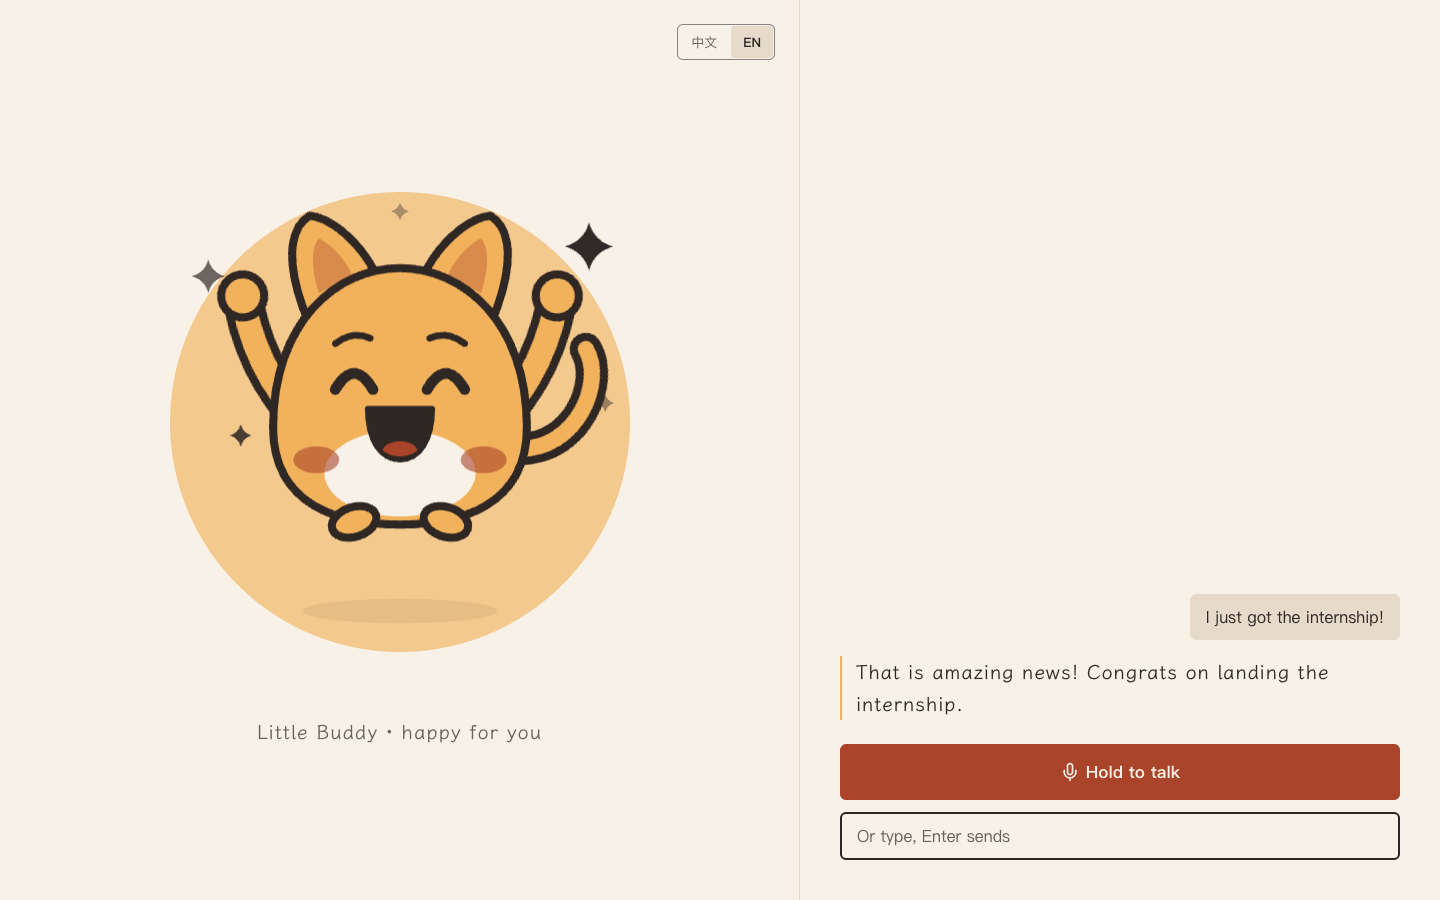 中文
EN
Little Buddy • happy for you
I just got the internship!
That is amazing news! Congrats on landing the
internship.
Hold to talk
Or type, Enter sends